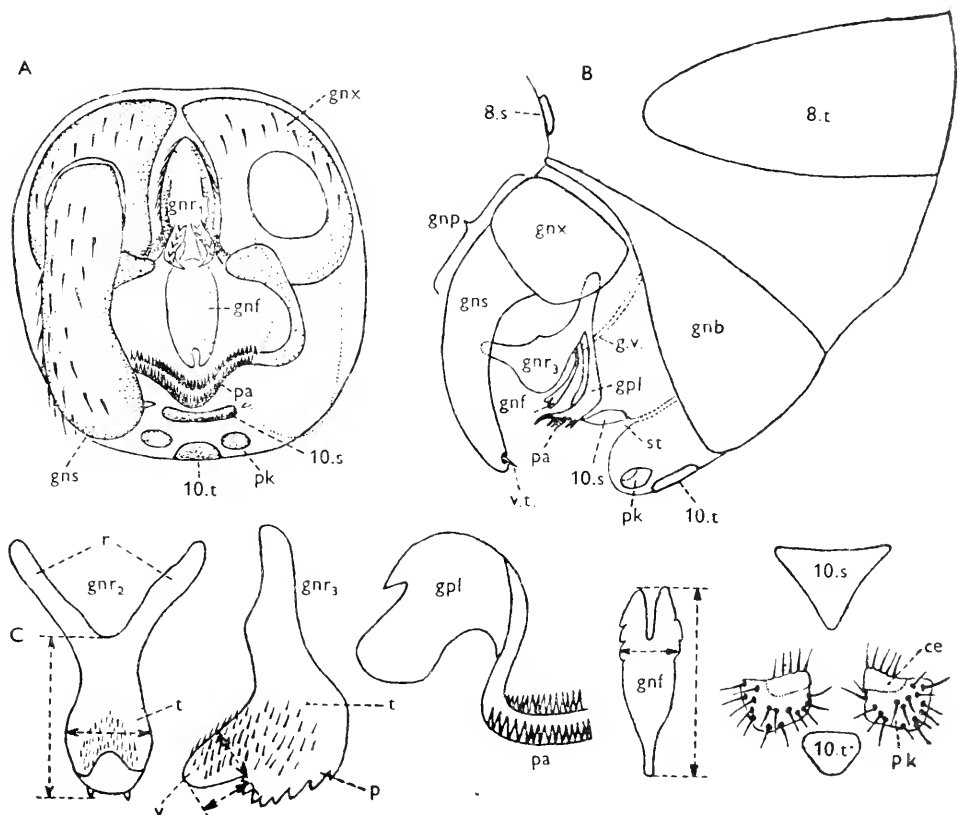 A
gnx
gnr₁
gnf
pa
10.s
pk
10.t
gns
B
8.s
8.t
gnp
gnx
gns
gnb
g.v.
gnr₃
gpl
gnf
pa
10.s
st
v.t.
pk
10.t
C
r
gnr₂
t
gnr₃
t
p
v
gpl
pa
gnf
10.s
ce
10.t
pk